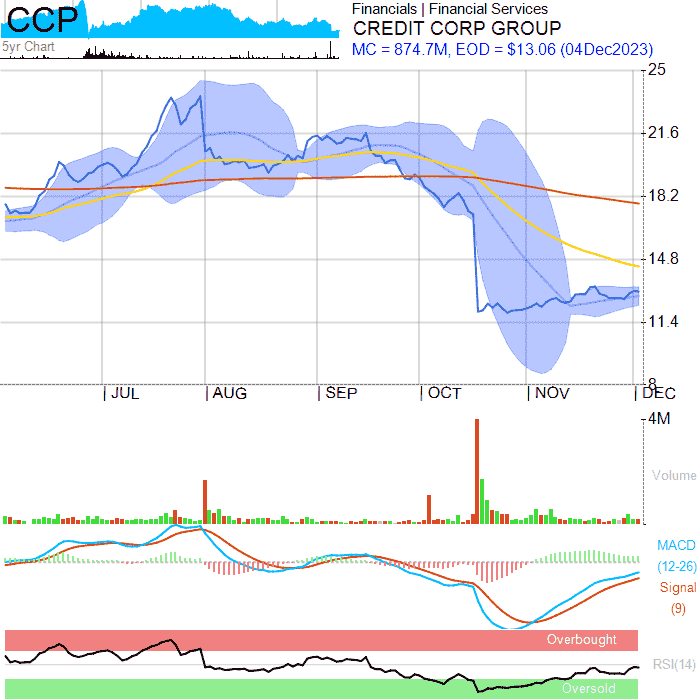 CCP
5yr Chart
Financials | Financial Services
CREDIT CORP GROUP
MC = 874.7M, EOD = $13.06 (04Dec2023)
25
21.6
18.2
14.8
11.4
8
JUL
AUG
SEP
OCT
NOV
DEC
4M
Volume
MACD
(12-26)
Signal
(9)
Overbought
RSI(14)
Oversold